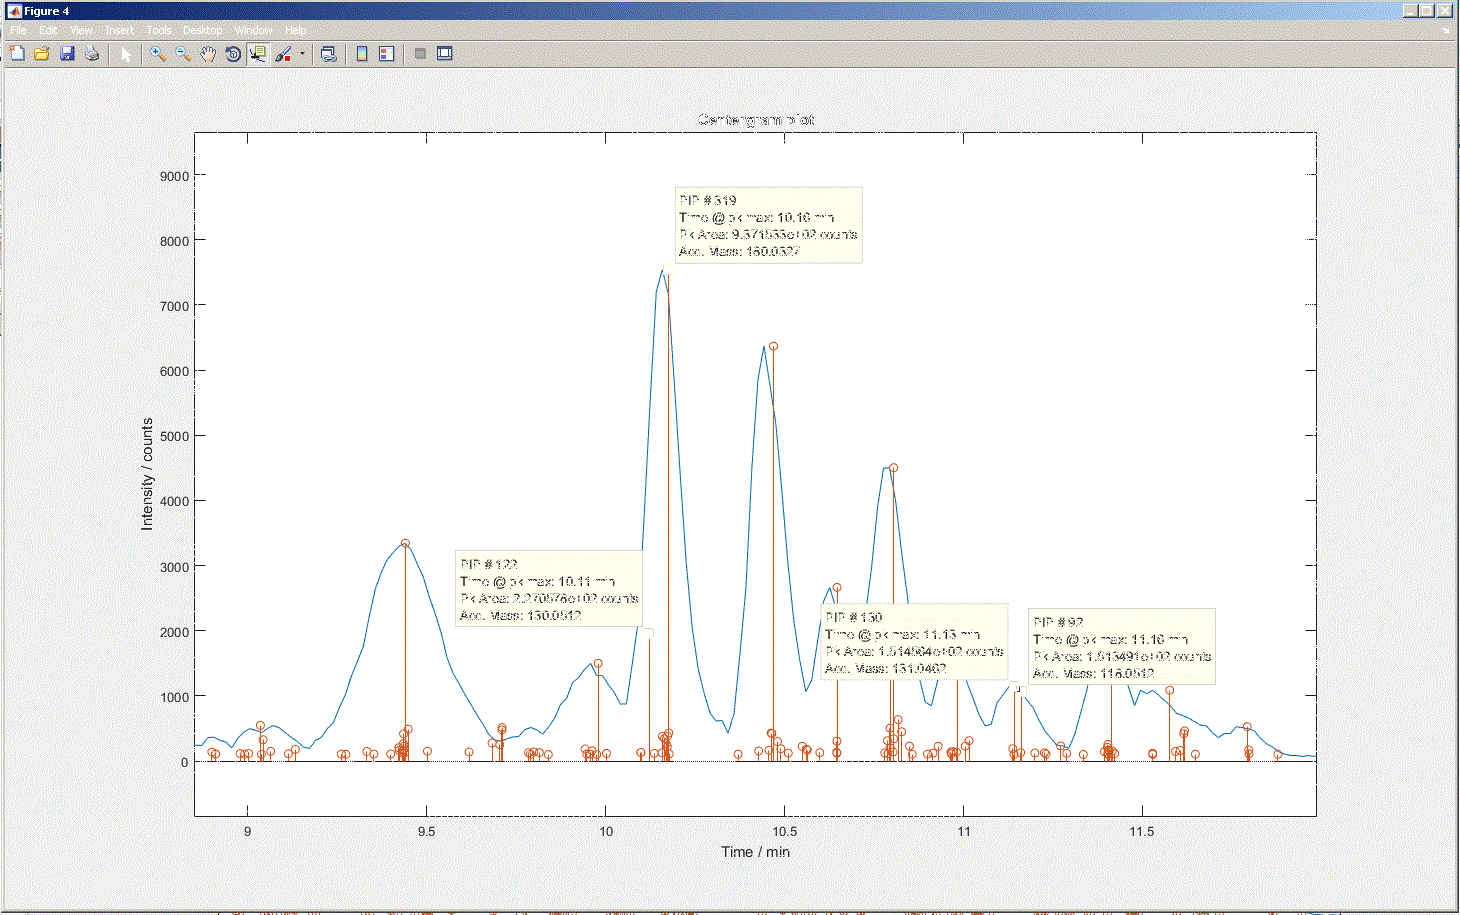 Figure 4
File Edit View Insert Tools Desktop Window Help
Centergram plot
Intensity / counts
9000
8000
7000
6000
5000
4000
3000
2000
1000
0
PIP # 319
Time @ pk max: 10.16 min
Pk Area: 9.371533e+02 counts
Acc. Mass: 160.0327
PIP # 122
Time @ pk max: 10.11 min
Pk Area: 2.270576e+02 counts
Acc. Mass: 130.0512
PIP # 130
Time @ pk max: 11.13 min
Pk Area: 1.514504e+02 counts
Acc. Mass: 131.0462
PIP # 92
Time @ pk max: 11.16 min
Pk Area: 1.513491e+02 counts
Acc. Mass: 116.0512
9 9.5 10 10.5 11 11.5
Time / min